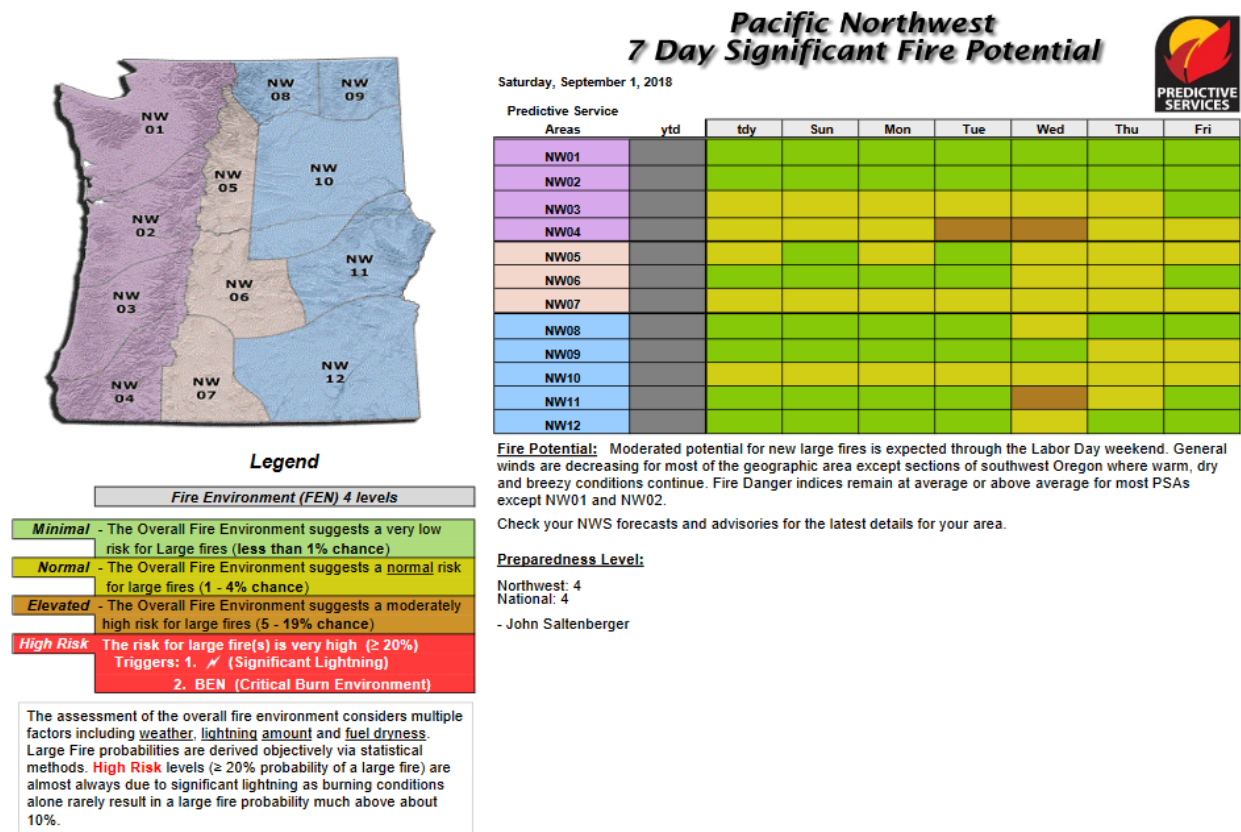 Pacific Northwest
7 Day Significant Fire Potential
PREDICTIVE
SERVICES
Saturday, September 1, 2018
Predictive Service
Areas ytd tdy Sun Mon Tue Wed Thu Fri
NW01
NW02
NW03
NW04
NW05
NW06
NW07
NW08
NW09
NW10
NW11
NW12
NW
01
NW
02
NW
03
NW
04
NW
05
NW
06
NW
07
NW
08
NW
09
NW
10
NW
11
NW
12
Fire Potential: Moderated potential for new large fires is expected through the Labor Day weekend. General
winds are decreasing for most of the geographic area except sections of southwest Oregon where warm, dry
and breezy conditions continue. Fire Danger indices remain at average or above average for most PSAs
except NW01 and NW02.
Check your NWS forecasts and advisories for the latest details for your area.
Preparedness Level:
Northwest: 4
National: 4
- John Saltenberger
Legend
Fire Environment (FEN) 4 levels
Minimal - The Overall Fire Environment suggests a very low
risk for Large fires (less than 1% chance)
Normal - The Overall Fire Environment suggests a normal risk
for large fires (1 - 4% chance)
Elevated - The Overall Fire Environment suggests a moderately
high risk for large fires (5 - 19% chance)
High Risk The risk for large fire(s) is very high (≥ 20%)
Triggers: 1. (Significant Lightning)
2. BEN (Critical Burn Environment)
The assessment of the overall fire environment considers multiple
factors including weather, lightning amount and fuel dryness.
Large Fire probabilities are derived objectively via statistical
methods. High Risk levels (≥ 20% probability of a large fire) are
almost always due to significant lightning as burning conditions
alone rarely result in a large fire probability much above about
10%.